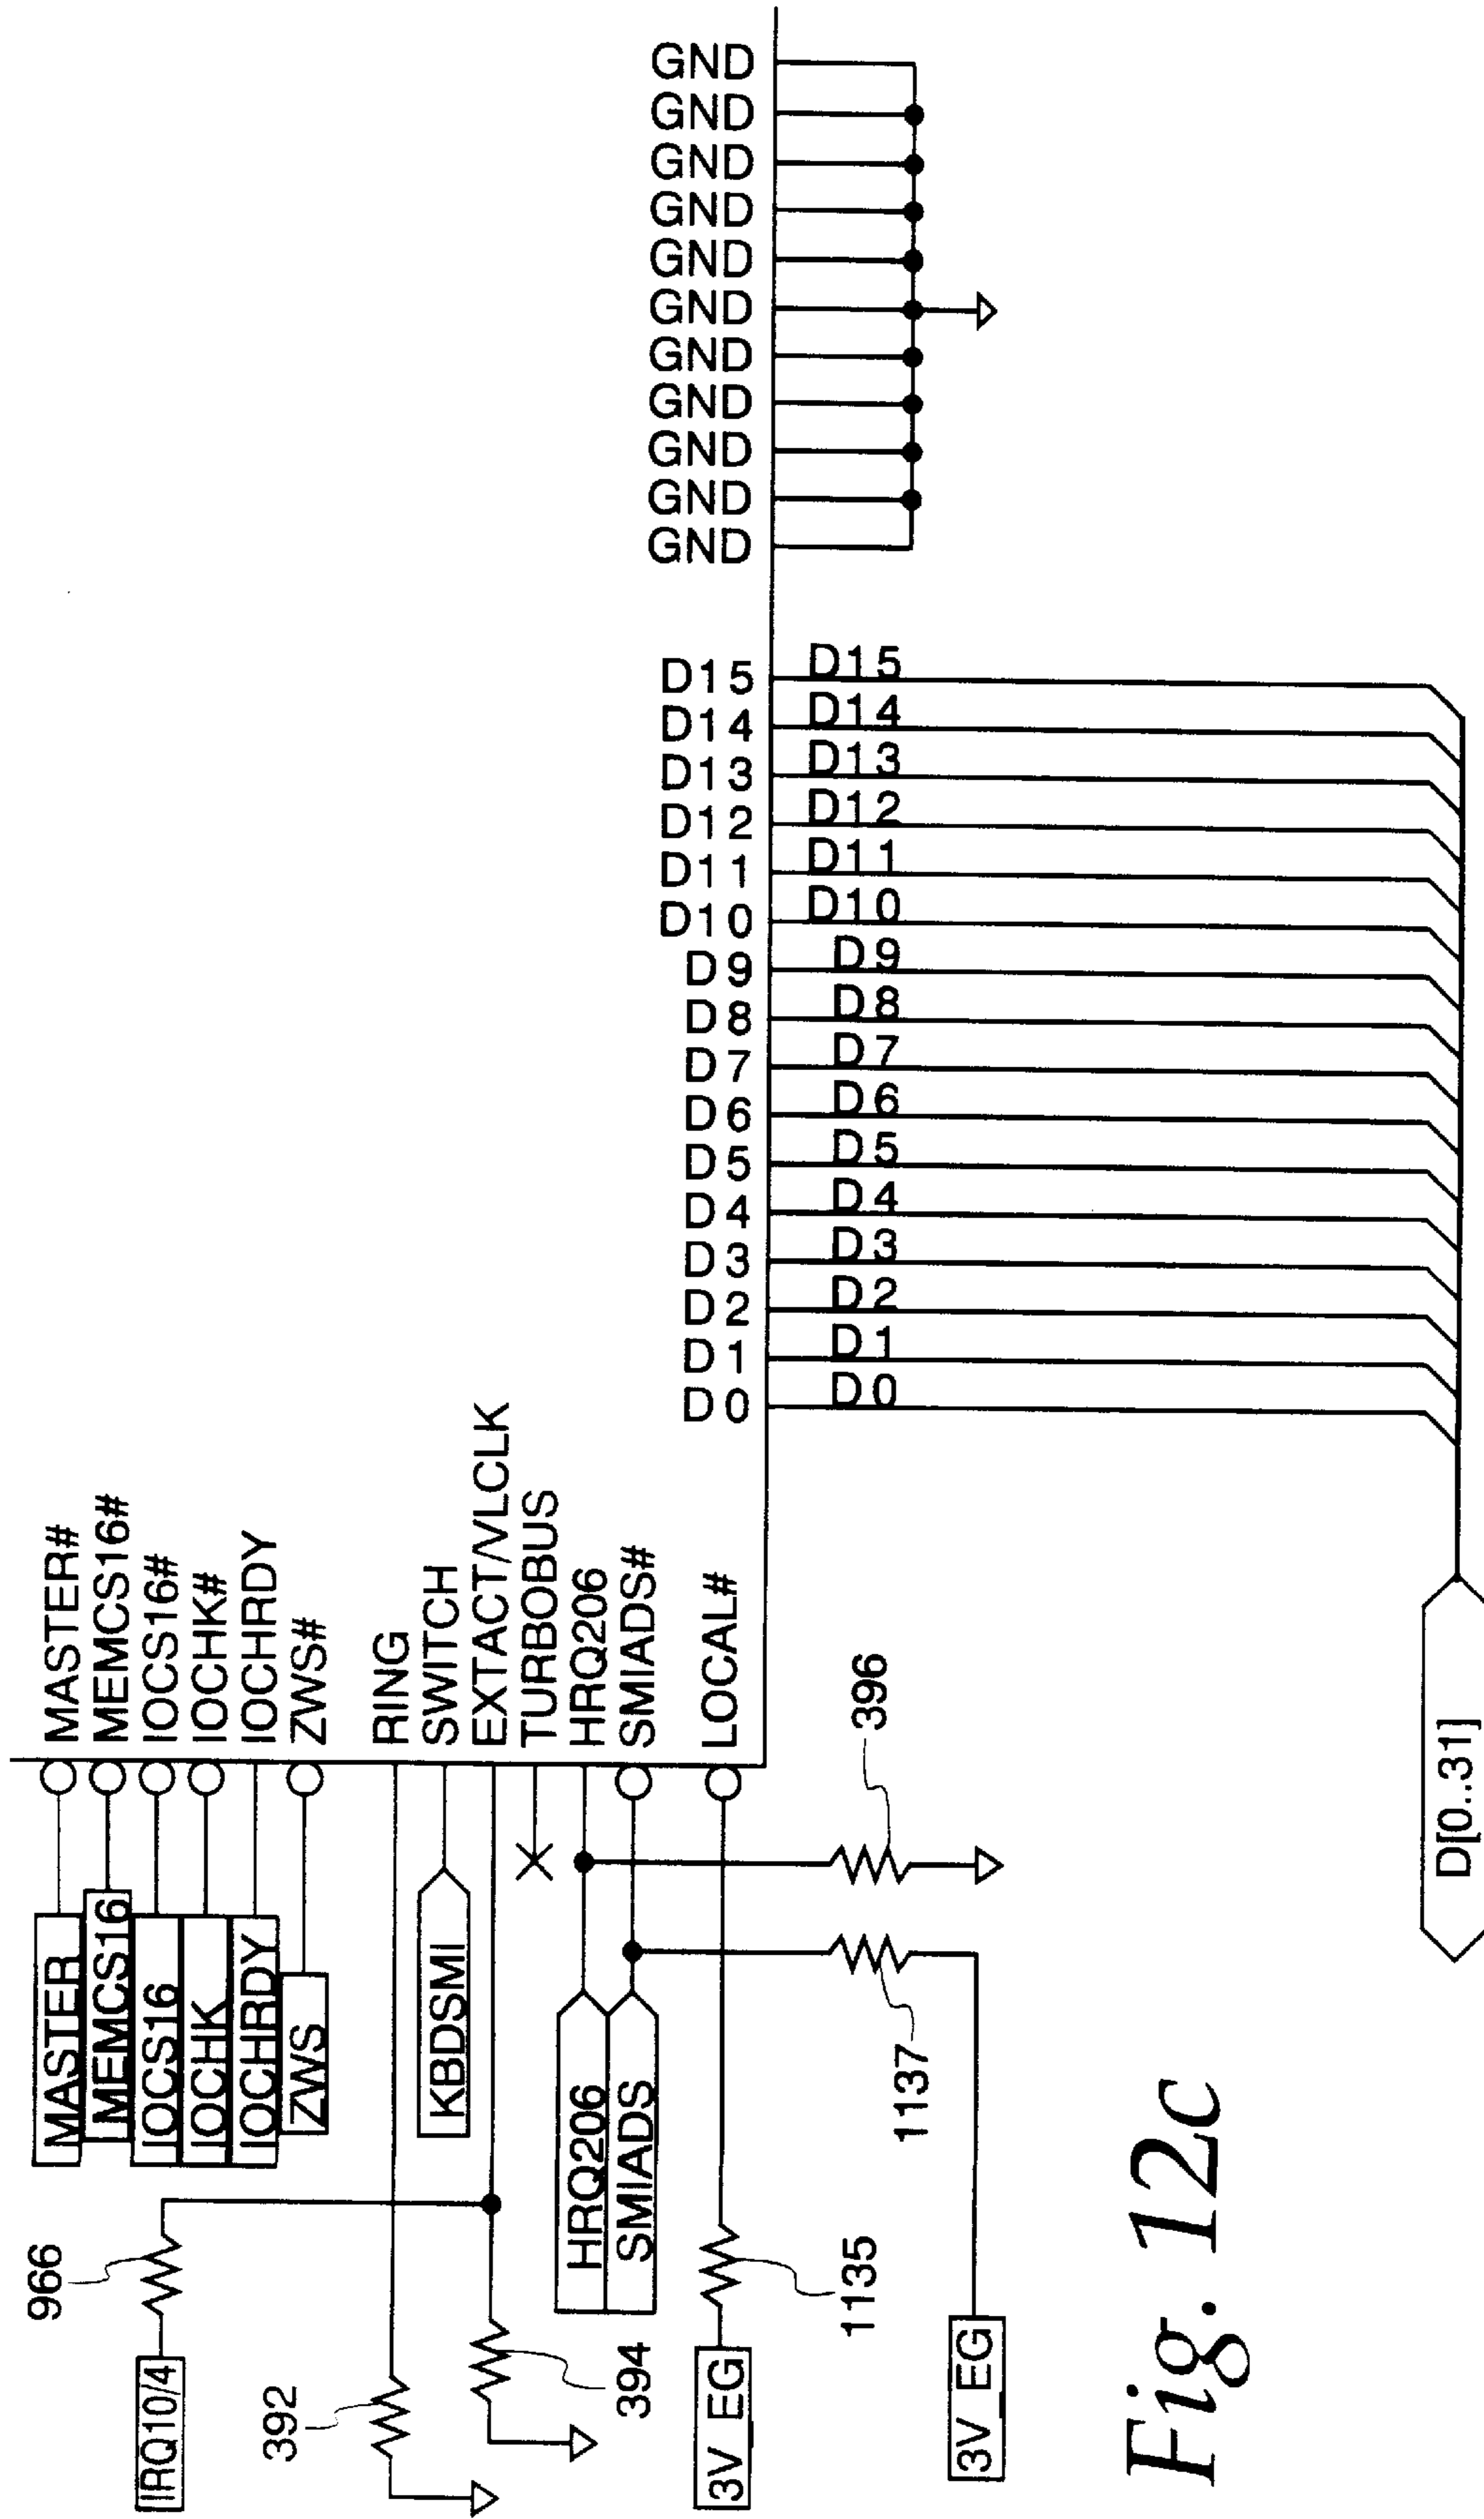 966
IRQ10/4
392
394
MASTER
MEMCS16
IOCS16
IOCHK
IOCHRDY
ZWS
KBDSMI
HRQ206
SMIADS
3V_EG
1135
3V_EG
1137
396
MASTER#
MEMCS16#
IOCS16#
IOCHK#
IOCHRDY
ZWS#
RING
SWITCH
EXTACT/VLCLK
TURBOBUS
HRQ206
SMIADS#
LOCAL#
D0
D1
D2
D3
D4
D5
D6
D7
D8
D9
D10
D11
D12
D13
D14
D15
GND
GND
GND
GND
GND
GND
GND
GND
GND
GND
GND
D0
D1
D2
D3
D4
D5
D6
D7
D8
D9
D10
D11
D12
D13
D14
D15
D[0..31]
Fig. 12c